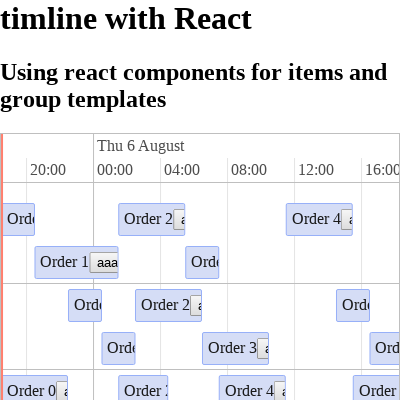 timline with React
Using react components for items and
group templates
Thu 6 August
20:00 00:00 04:00 08:00 12:00 16:00
Orde Order 2 a Order 4 a
Order 1 aaa Orde
Orde Order 2 a Orde
Orde Order 3 a Ord
Order 0 a Order 2 Order 4 a Order